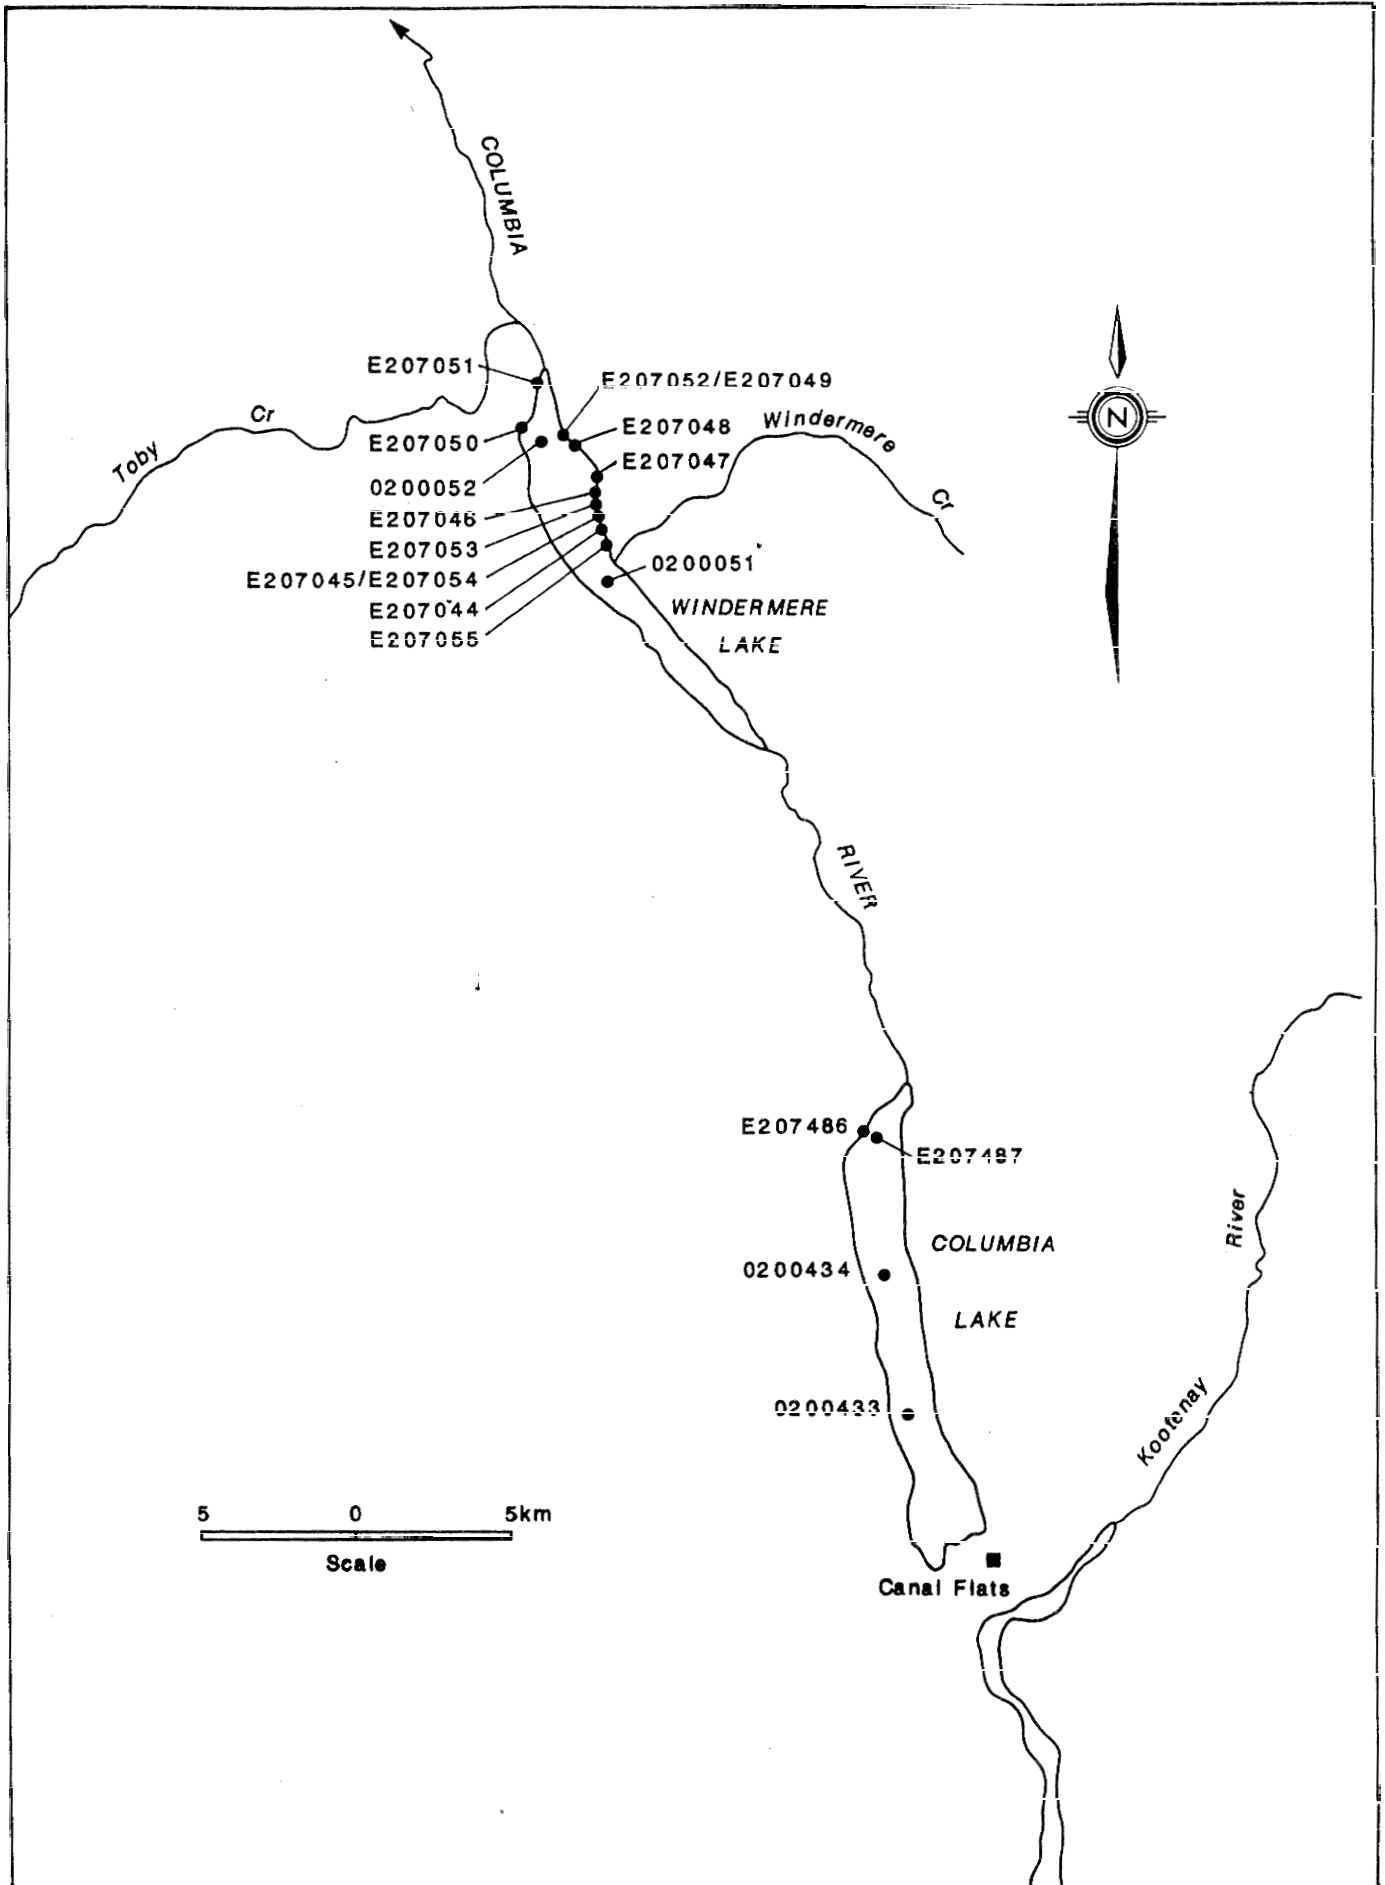 COLUMBIA
E207051
E207052/E207049
Cr
Windermere
E207048
E207050
Toby
E207047
0200052
Cr
E207046
E207053
0200051
E207045/E207054
E207044
WINDERMERE
E207055
LAKE
N
RIVER
E207486
E207487
River
COLUMBIA
0200434
LAKE
0200433
Kootenay
5 0 5km
Scale
Canal Flats